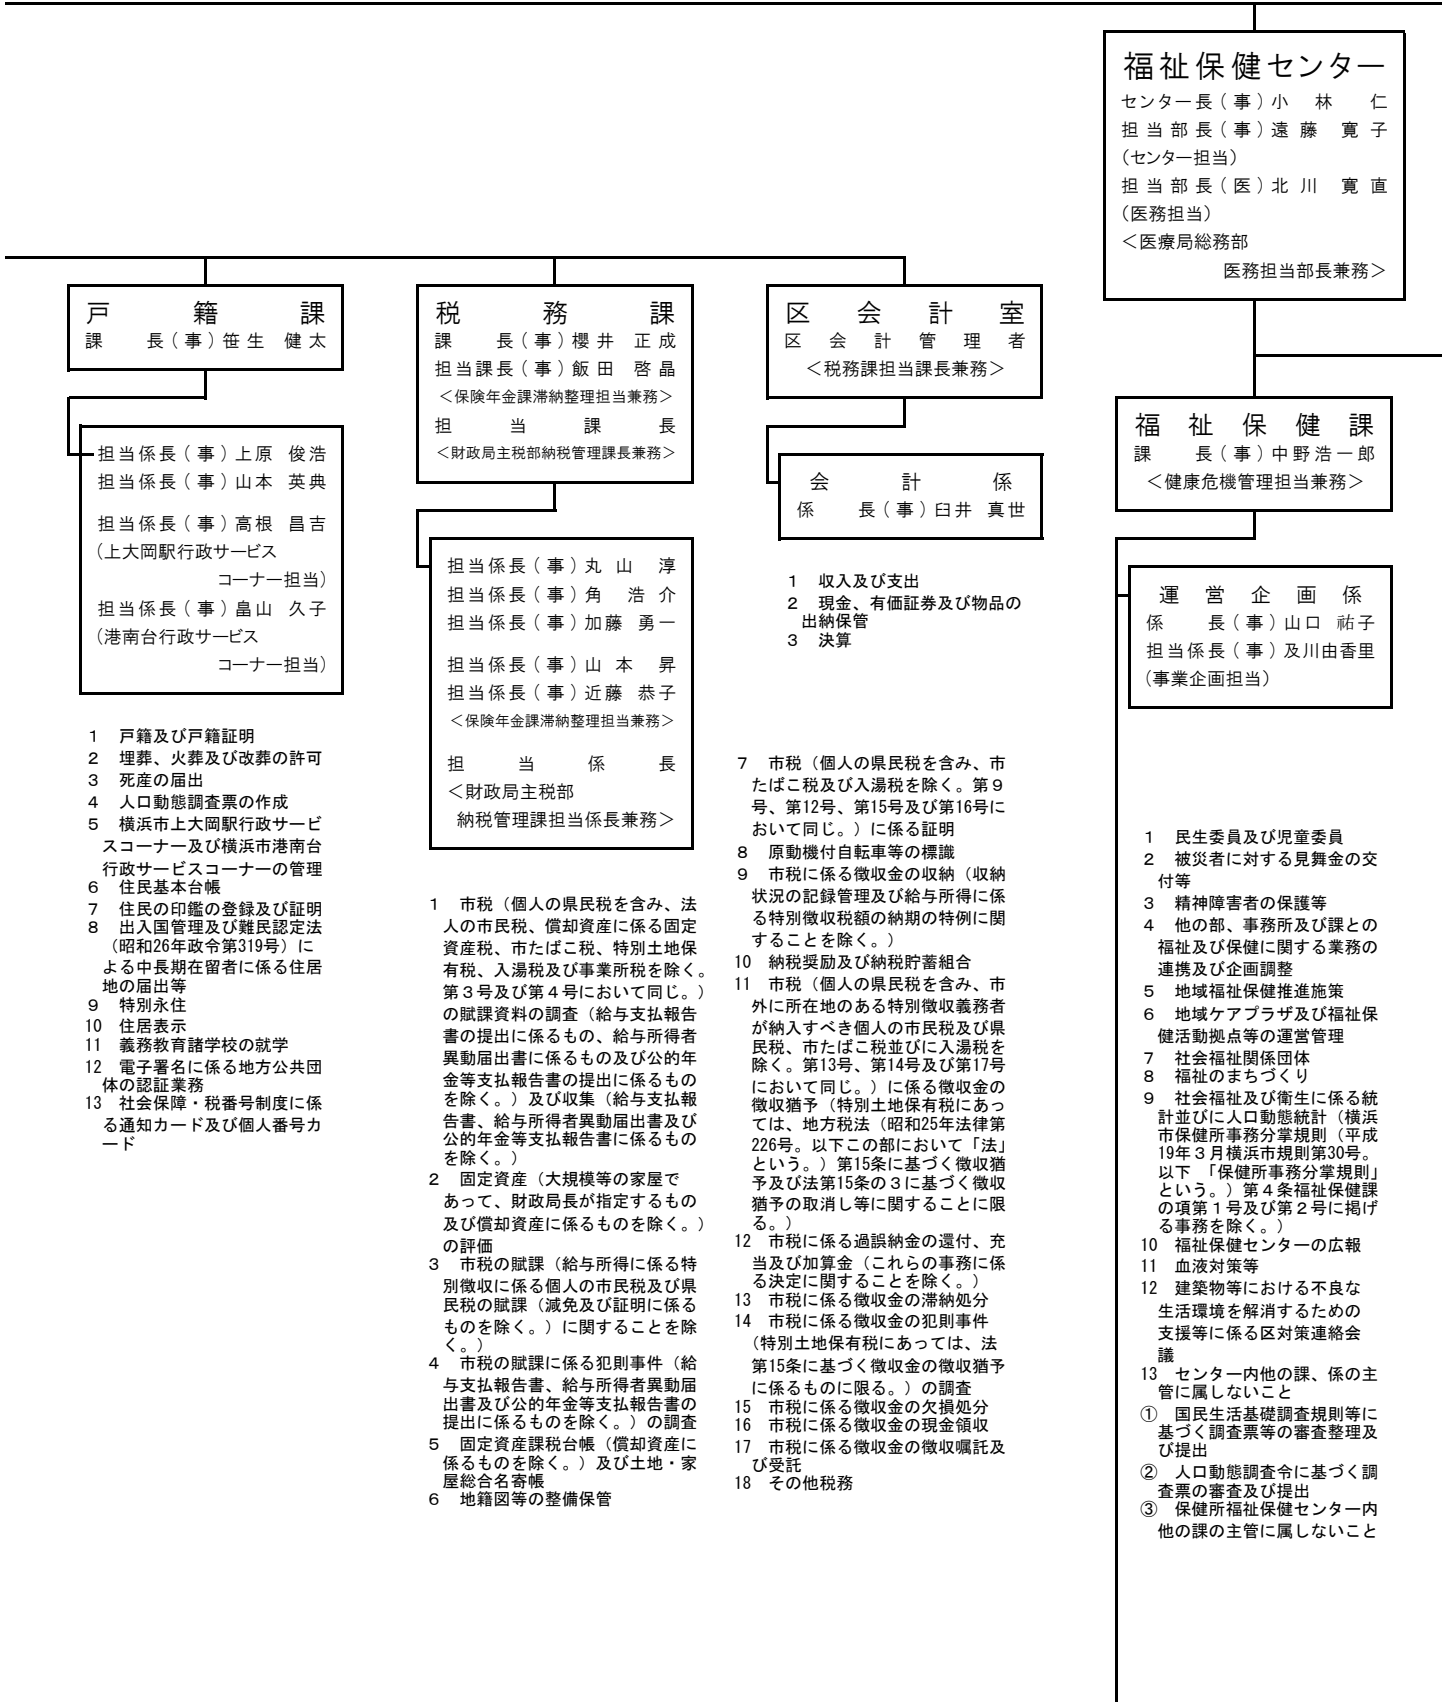 福祉保健センター
センター長(事)小林 仁
担当部長(事)遠藤 寛子
(センター担当)
担当部長(医)北川 寛直
(医務担当)
＜医療局総務部
医務担当部長兼務＞
戸籍課
課 長(事)笹生 健太
担当係長(事)上原 俊浩
担当係長(事)山本 英典
担当係長(事)高根 昌吉
(上大岡駅行政サービス
コーナー担当)
担当係長(事)畠山 久子
(港南台行政サービス
コーナー担当)
1 戸籍及び戸籍証明
2 埋葬、火葬及び改葬の許可
3 死産の届出
4 人口動態調査票の作成
5 横浜市上大岡駅行政サービ
スコーナー及び横浜市港南台
行政サービスコーナーの管理
6 住民基本台帳
7 住民の印鑑の登録及び証明
8 出入国管理及び難民認定法
（昭和26年政令第319号）に
よる中長期在留者に係る住居
地の届出等
9 特別永住
10 住居表示
11 義務教育諸学校の就学
12 電子署名に係る地方公共団
体の認証業務
13 社会保障・税番号制度に係
る通知カード及び個人番号カ
ード
税務課
課 長(事)櫻井 正成
担当課長(事)飯田 啓晶
＜保険年金課滞納整理担当兼務＞
担当課長
＜財政局主税部納税管理課長兼務＞
担当係長(事)丸山 淳
担当係長(事)角 浩介
担当係長(事)加藤 勇一
担当係長(事)山本 昇
担当係長(事)近藤 恭子
＜保険年金課滞納整理担当兼務＞
担当係長
＜財政局主税部
納税管理課担当係長兼務＞
1 市税（個人の県民税を含み、法
人の市民税、償却資産に係る固定
資産税、市たばこ税、特別土地保
有税、入湯税及び事業所税を除く。
第３号及び第４号において同じ。）
の賦課資料の調査（給与支払報告
書の提出に係るもの、給与所得者
異動届出書に係るもの及び公的年
金等支払報告書の提出に係るもの
を除く。）及び収集（給与支払報
告書、給与所得者異動届出書及び
公的年金等支払報告書に係るもの
を除く。）
2 固定資産（大規模等の家屋で
あって、財政局長が指定するもの
及び償却資産に係るものを除く。）
の評価
3 市税の賦課（給与所得に係る特
別徴収に係る個人の市民税及び県
民税の賦課（減免及び証明に係る
ものを除く。）に関することを除
く。）
4 市税の賦課に係る犯則事件（給
与支払報告書、給与所得者異動届
出書及び公的年金等支払報告書の
提出に係るものを除く。）の調査
5 固定資産課税台帳（償却資産に
係るものを除く。）及び土地・家
屋総合名寄帳
6 地籍図等の整備保管
7 市税（個人の県民税を含み、市
たばこ税及び入湯税を除く。第９
号、第12号、第15号及び第16号に
おいて同じ。）に係る証明
8 原動機付自転車等の標識
9 市税に係る徴収金の収納（収納
状況の記録管理及び給与所得に係
る特別徴収税額の納期の特例に関
することを除く。）
10 納税奨励及び納税貯蓄組合
11 市税（個人の県民税を含み、市
外に所在地のある特別徴収義務者
が納入すべき個人の市民税及び県
民税、市たばこ税並びに入湯税を
除く。第13号、第14号及び第17号
において同じ。）に係る徴収金の
徴収猶予（特別土地保有税にあっ
ては、地方税法（昭和25年法律第
226号。以下この部において「法」
という。）第15条に基づく徴収猶
予及び法第15条の３に基づく徴収
猶予の取消し等に関することに限
る。）
12 市税に係る過誤納金の還付、充
当及び加算金（これらの事務に係
る決定に関することを除く。）
13 市税に係る徴収金の滞納処分
14 市税に係る徴収金の犯則事件
（特別土地保有税にあっては、法
第15条に基づく徴収金の徴収猶予
に係るものに限る。）の調査
15 市税に係る徴収金の欠損処分
16 市税に係る徴収金の現金領収
17 市税に係る徴収金の徴収嘱託及
び受託
18 その他税務
区会計室
区会計管理者
＜税務課担当課長兼務＞
会計係
係 長(事)臼井 真世
1 収入及び支出
2 現金、有価証券及び物品の
出納保管
3 決算
福祉保健課
課 長(事)中野浩一郎
＜健康危機管理担当兼務＞
運営企画係
係 長(事)山口 祐子
担当係長(事)及川由香里
(事業企画担当)
1 民生委員及び児童委員
2 被災者に対する見舞金の交
付等
3 精神障害者の保護等
4 他の部、事務所及び課との
福祉及び保健に関する業務の
連携及び企画調整
5 地域福祉保健推進施策
6 地域ケアプラザ及び福祉保
健活動拠点等の運営管理
7 社会福祉関係団体
8 福祉のまちづくり
9 社会福祉及び衛生に係る統
計並びに人口動態統計（横浜
市保健所事務分掌規則（平成
19年３月横浜市規則第30号。
以下 「保健所事務分掌規則」
という。）第４条福祉保健課
の項第１号及び第２号に掲げ
る事務を除く。）
10 福祉保健センターの広報
11 血液対策等
12 建築物等における不良な
生活環境を解消するための
支援等に係る区対策連絡会
議
13 センター内他の課、係の主
管に属しないこと
① 国民生活基礎調査規則等に
基づく調査票等の審査整理及
び提出
② 人口動態調査令に基づく調
査票の審査及び提出
③ 保健所福祉保健センター内
他の課の主管に属しないこと